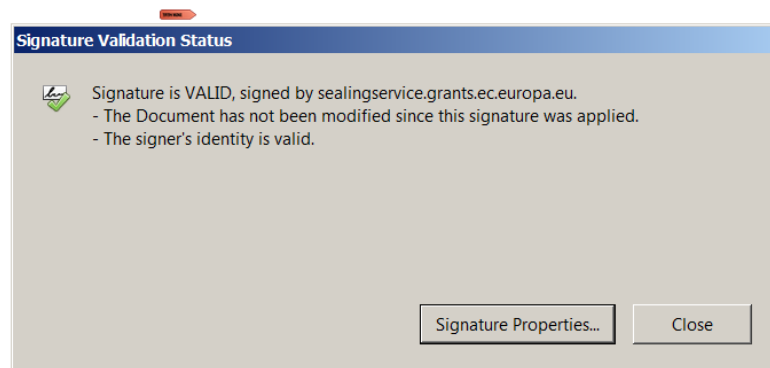 Signature Validation Status
Signature is VALID, signed by sealingservice.grants.ec.europa.eu.
- The Document has not been modified since this signature was applied.
- The signer's identity is valid.
Signature Properties...
Close